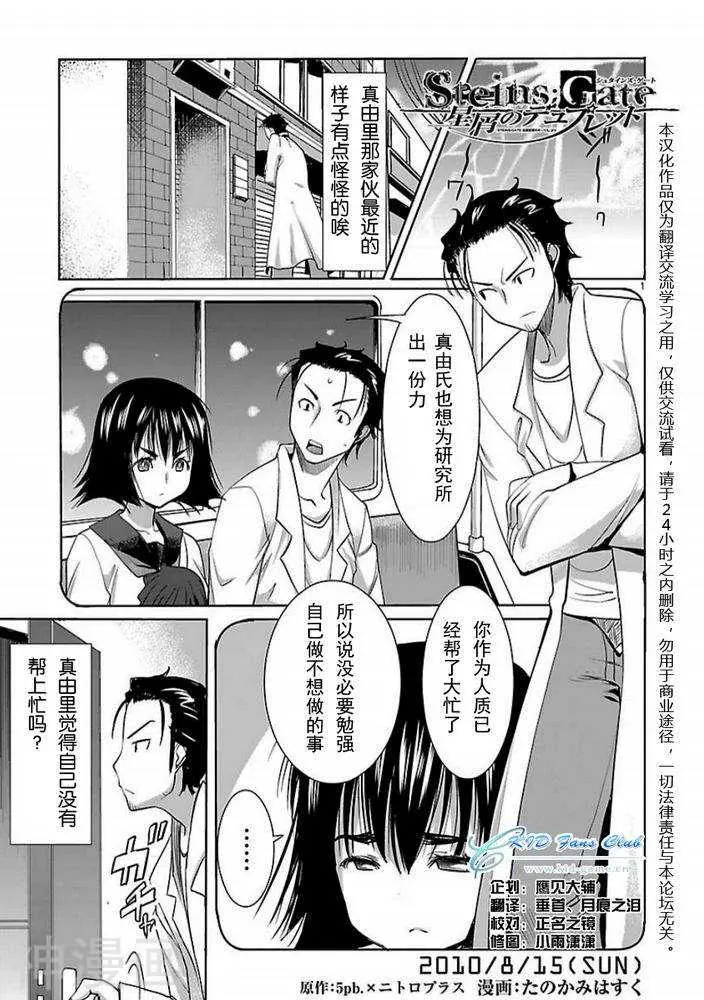 シュタインズ・ゲート
Steins;Gate
星屑のデュプレット
真由里那家伙最近的
样子有点怪怪的唉
1
真由氏也想为研究所
出一份力
你作为人质已
经帮了大忙了
所以说没必要勉强
自己做不想做的事
……
真由里觉得自己没有
帮上忙吗？
ガチャ
本汉化作品仅为翻译交流学习之用，仅供交流试看，请于24小时之内删除，勿用于商业途径，一切法律责任与本论坛无关。
KID Fans Club
www.kid-game.cn
企划：鹰见大辅
翻译：垂首／月痕之泪
校对：正名之镜
修图：小雨潇潇
2010/8/15(SUN)
原作:5pb.×ニトロプラス 漫画:たのかみはすく